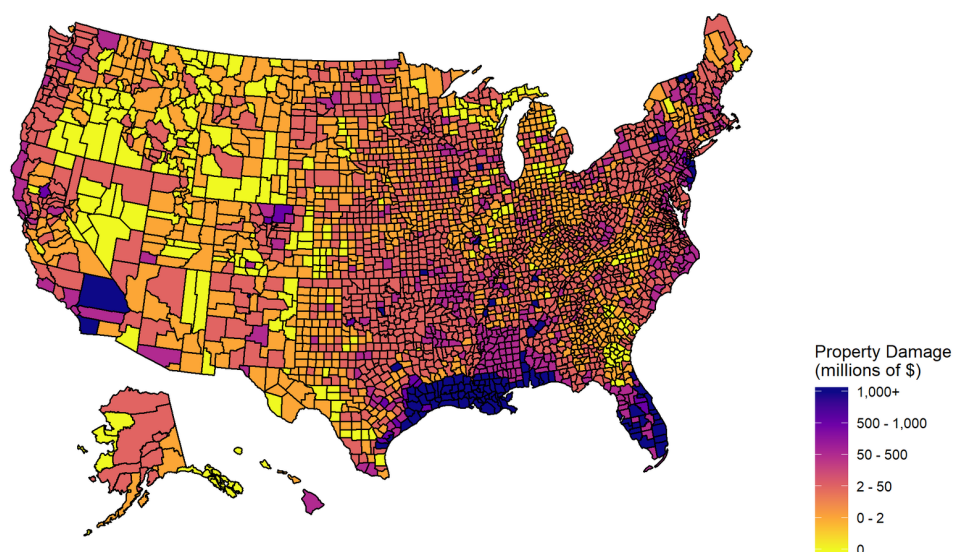 Property Damage
(millions of $)
1,000+
500 - 1,000
50 - 500
2 - 50
0 - 2
0